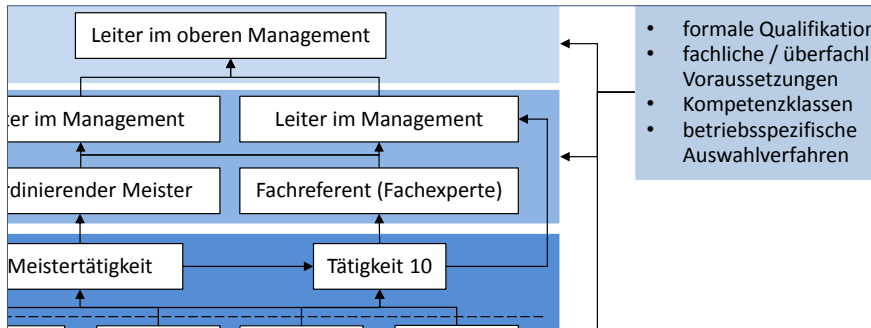 Leiter im oberen Management
ter im Management
Leiter im Management
rdinierender Meister
Fachreferent (Fachexperte)
Meistertätigkeit
Tätigkeit 10
• formale Qualifikation
• fachliche / überfachl
Voraussetzungen
• Kompetenzklassen
• betriebsspezifische
Auswahlverfahren